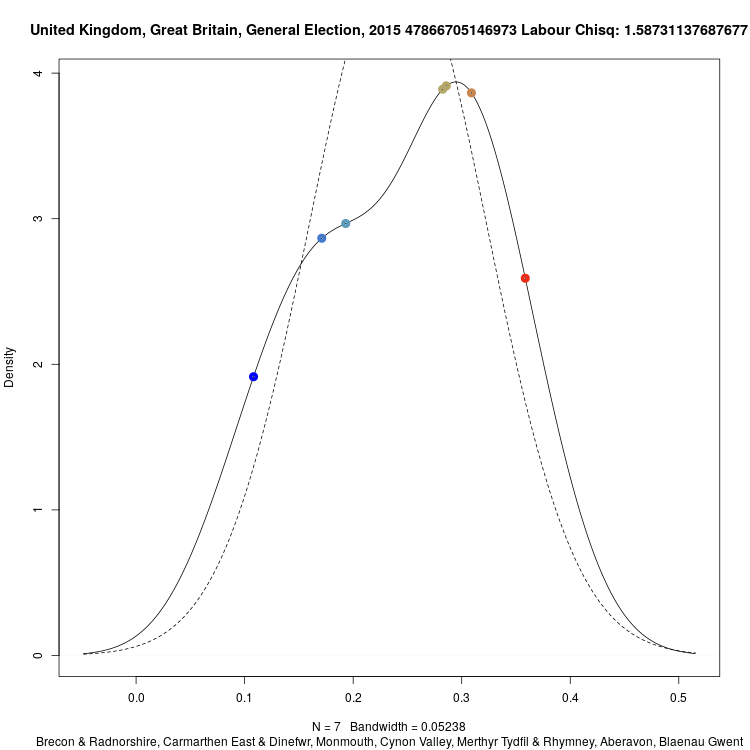 United Kingdom, Great Britain, General Election, 2015 47866705146973 Labour Chisq: 1.58731137687677
Density
4
3
2
1
0
0.0 0.1 0.2 0.3 0.4 0.5
N = 7 Bandwidth = 0.05238
Brecon & Radnorshire, Carmarthen East & Dinefwr, Monmouth, Cynon Valley, Merthyr Tydfil & Rhymney, Aberavon, Blaenau Gwent